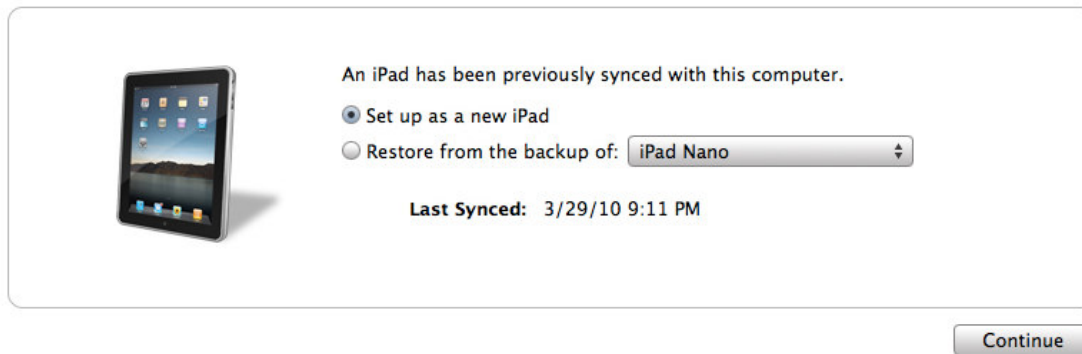 An iPad has been previously synced with this computer.
Set up as a new iPad
Restore from the backup of: iPad Nano
Last Synced: 3/29/10 9:11 PM
Continue